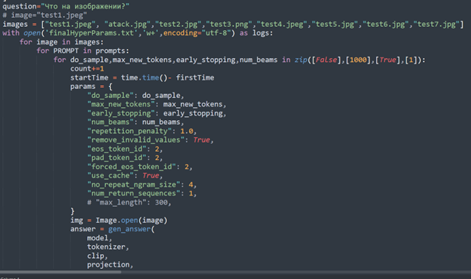 question="Что на изображении?"
# image="test1.jpeg"
images = ["test1.jpeg", "atack.jpg","test2.jpg","test3.png","test4.jpeg","test5.jpg","test6.jpg","test7.jpg"]
with open('finalHyperParams.txt','w+',encoding="utf-8") as logs:
    for image in images:
        for PROMPT in prompts:
            for do_sample,max_new_tokens,early_stopping,num_beams in zip([False],[1000],[True],[1]):
                count+=1
                startTime = time.time()- firstTime
                params = {
                    "do_sample": do_sample,
                    "max_new_tokens": max_new_tokens,
                    "early_stopping": early_stopping,
                    "num_beams": num_beams,
                    "repetition_penalty": 1.0,
                    "remove_invalid_values": True,
                    "eos_token_id": 2,
                    "pad_token_id": 2,
                    "forced_eos_token_id": 2,
                    "use_cache": True,
                    "no_repeat_ngram_size": 4,
                    "num_return_sequences": 1,
                    # "max_length": 300,
                }
                img = Image.open(image)
                answer = gen_answer(
                    model,
                    tokenizer,
                    clip,
                    projection,